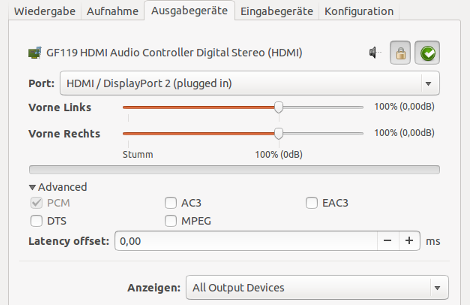 Wiedergabe Aufnahme Ausgabegeräte Eingabegeräte Konfiguration
GF119 HDMI Audio Controller Digital Stereo (HDMI)
Port: HDMI / DisplayPort 2 (plugged in)
Vorne Links 100% (0,00dB)
Vorne Rechts 100% (0,00dB)
Stumm 100% (0dB)
Advanced
PCM AC3 EAC3
DTS MPEG
Latency offset: 0,00 − + ms
Anzeigen: All Output Devices